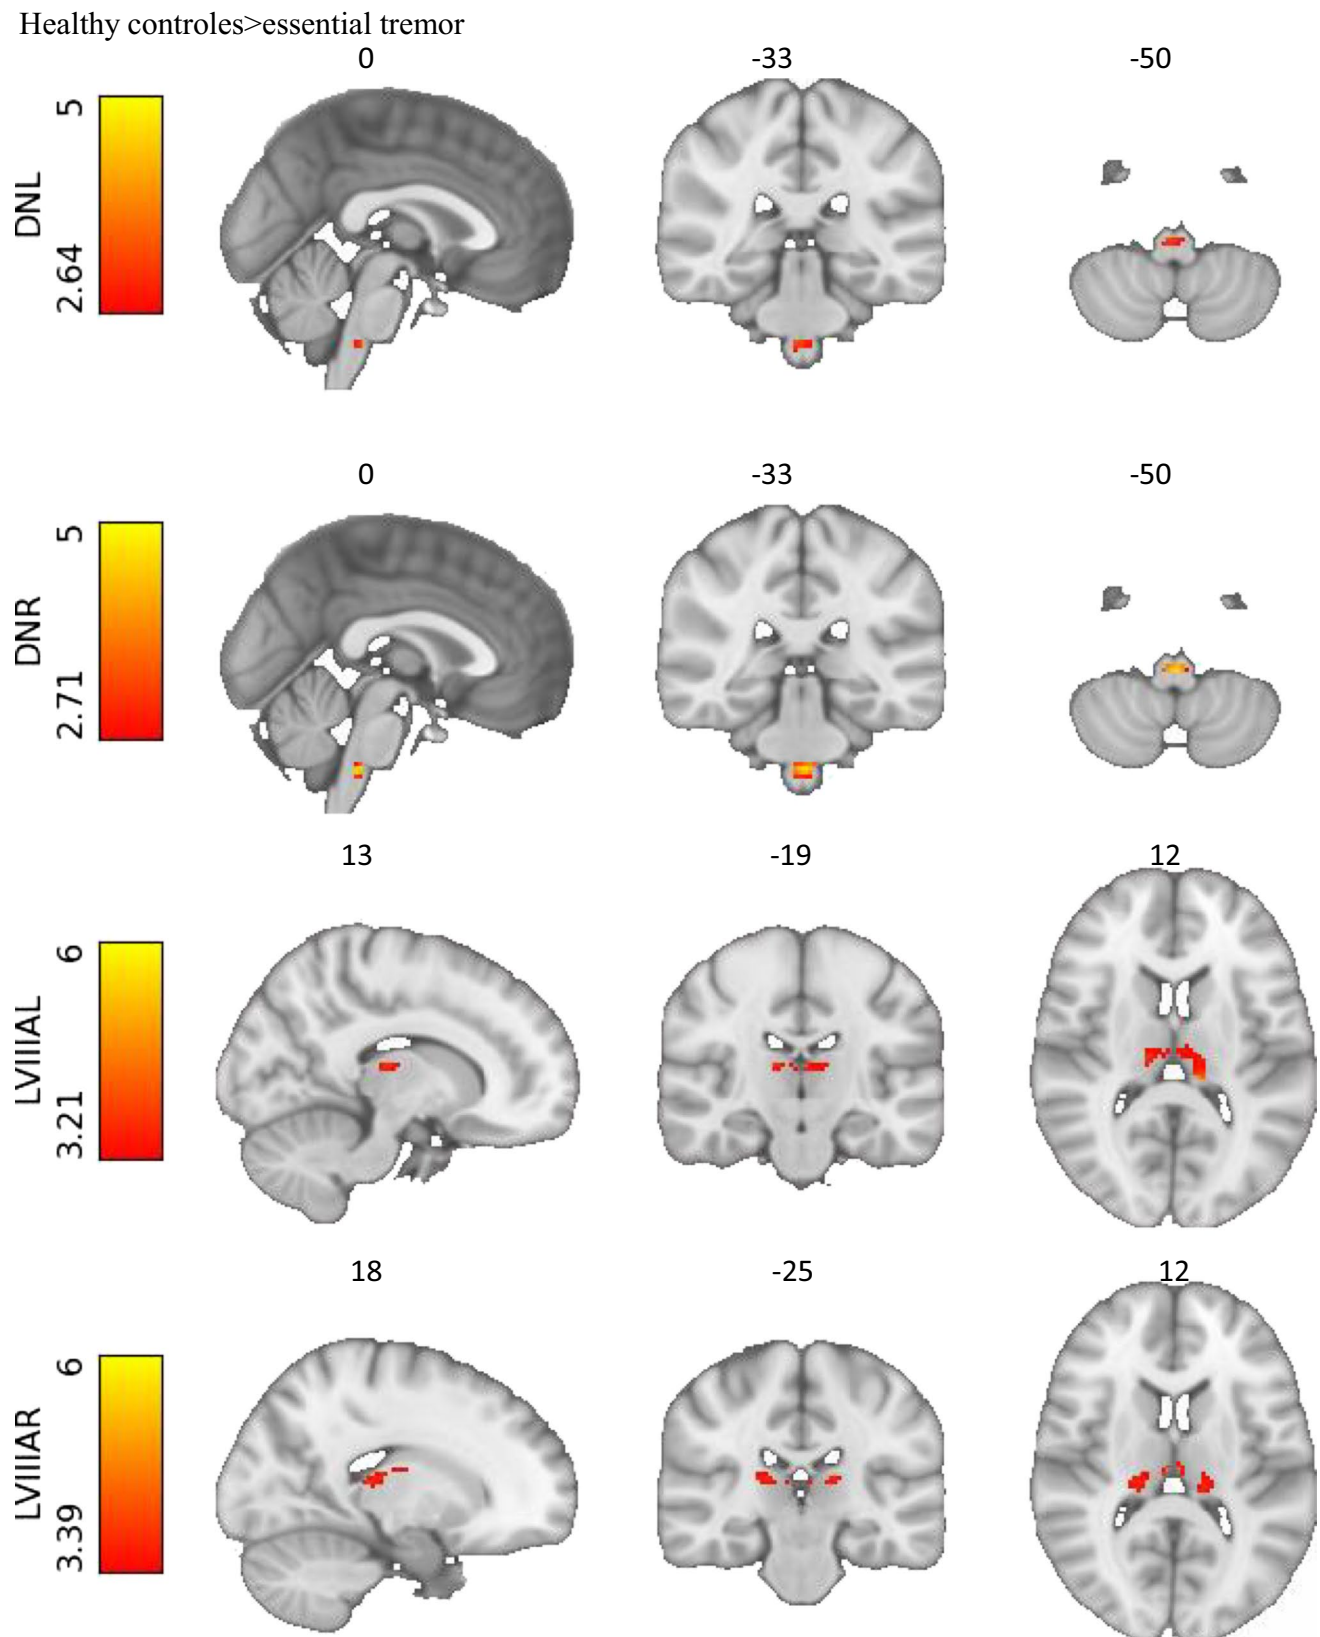 Healthy controles>essential tremor
0 -33 -50
5
DNL
2.64
0 -33 -50
5
DNR
2.71
13 -19 12
6
LVIIIAL
3.21
18 -25 12
6
LVIIIAR
3.39